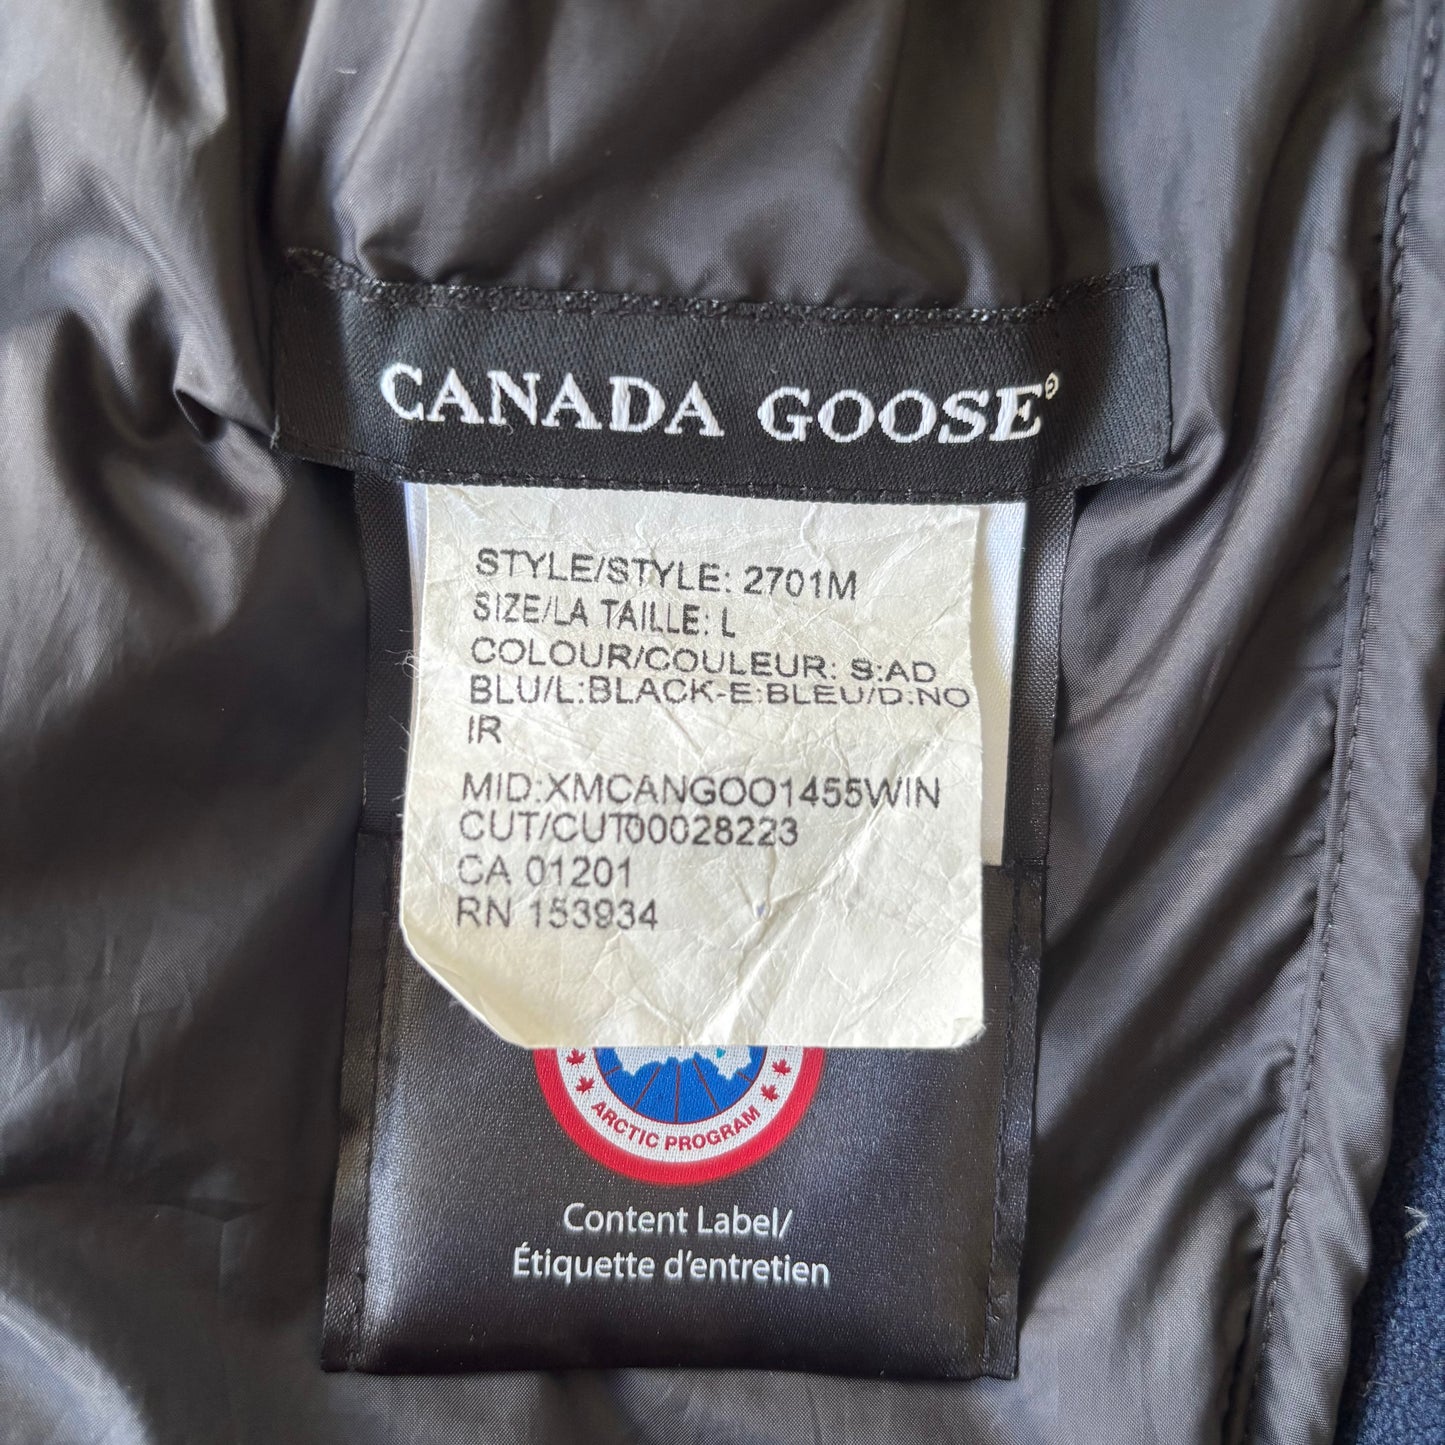 CANADA GOOSE®
STYLE/STYLE: 2701M
SIZE/LA TAILLE: L
COLOUR/COULEUR: S:AD
BLU/L:BLACK-E:BLEU/D:NO
IR
MID:XMCANGOO1455WIN
CUT/CUT00028223
CA 01201
RN 153934
ARCTIC PROGRAM
Content Label/
Étiquette d'entretien